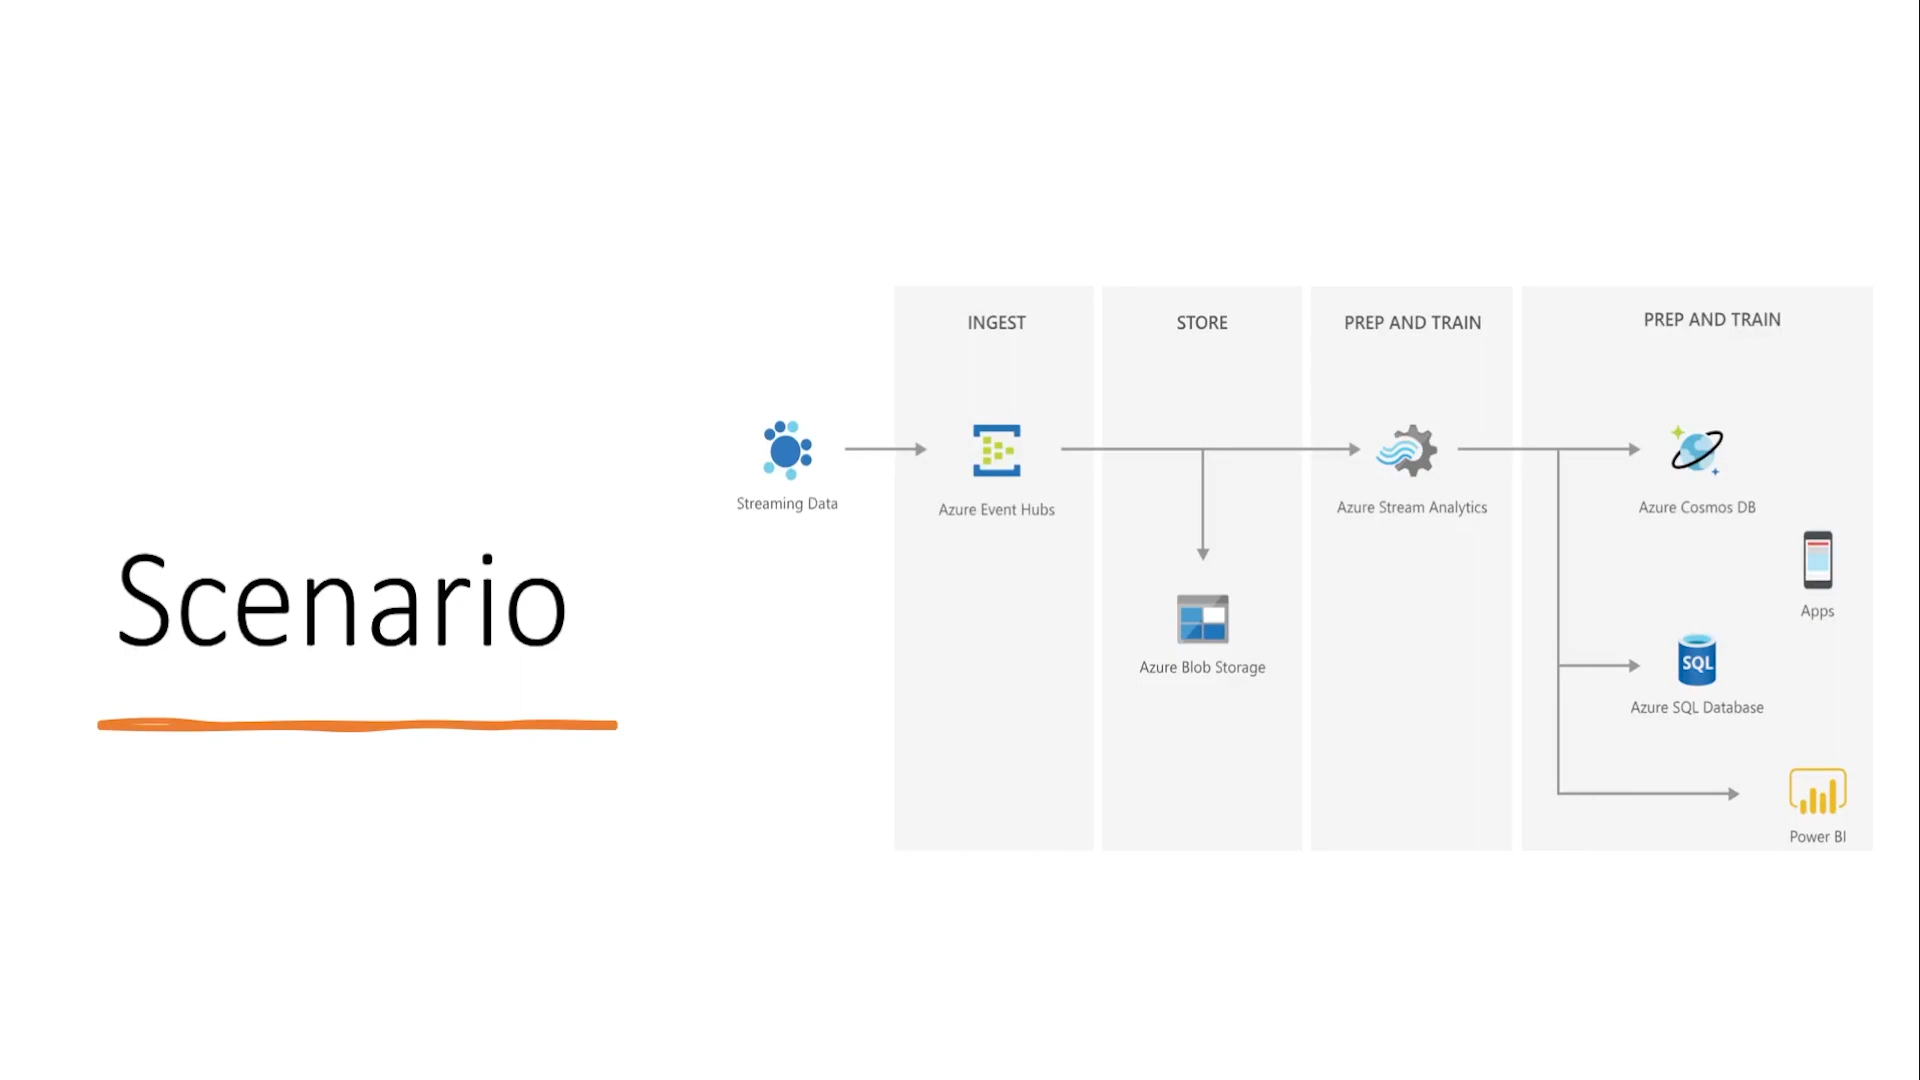 Scenario
INGEST
STORE
PREP AND TRAIN
PREP AND TRAIN
Streaming Data
Azure Event Hubs
Azure Blob Storage
Azure Stream Analytics
Azure Cosmos DB
Apps
SQL
Azure SQL Database
Power BI